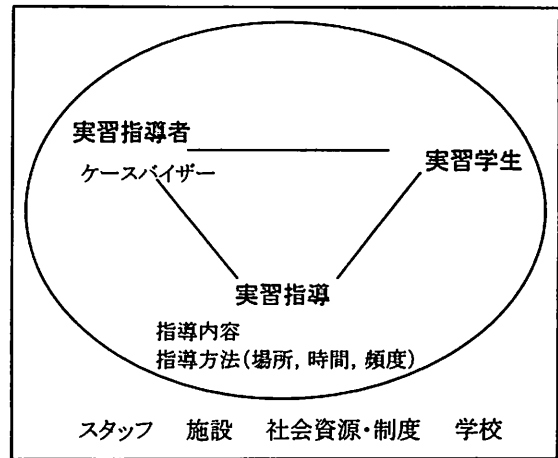 実習指導者
実習学生
ケースバイザー
実習指導
指導内容
指導方法(場所, 時間, 頻度)
スタッフ 施設 社会資源・制度 学校